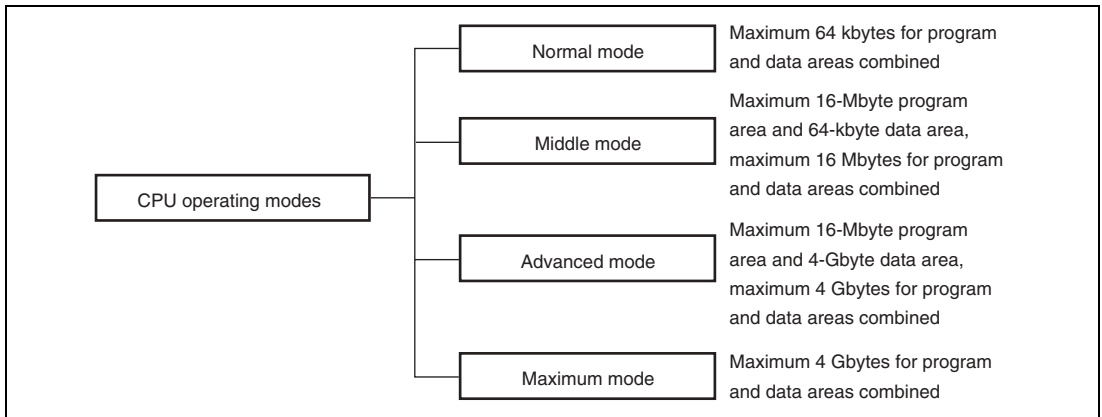 CPU operating modes
Normal mode
Maximum 64 kbytes for program
and data areas combined
Middle mode
Maximum 16-Mbyte program
area and 64-kbyte data area,
maximum 16 Mbytes for program
and data areas combined
Advanced mode
Maximum 16-Mbyte program
area and 4-Gbyte data area,
maximum 4 Gbytes for program
and data areas combined
Maximum mode
Maximum 4 Gbytes for program
and data areas combined